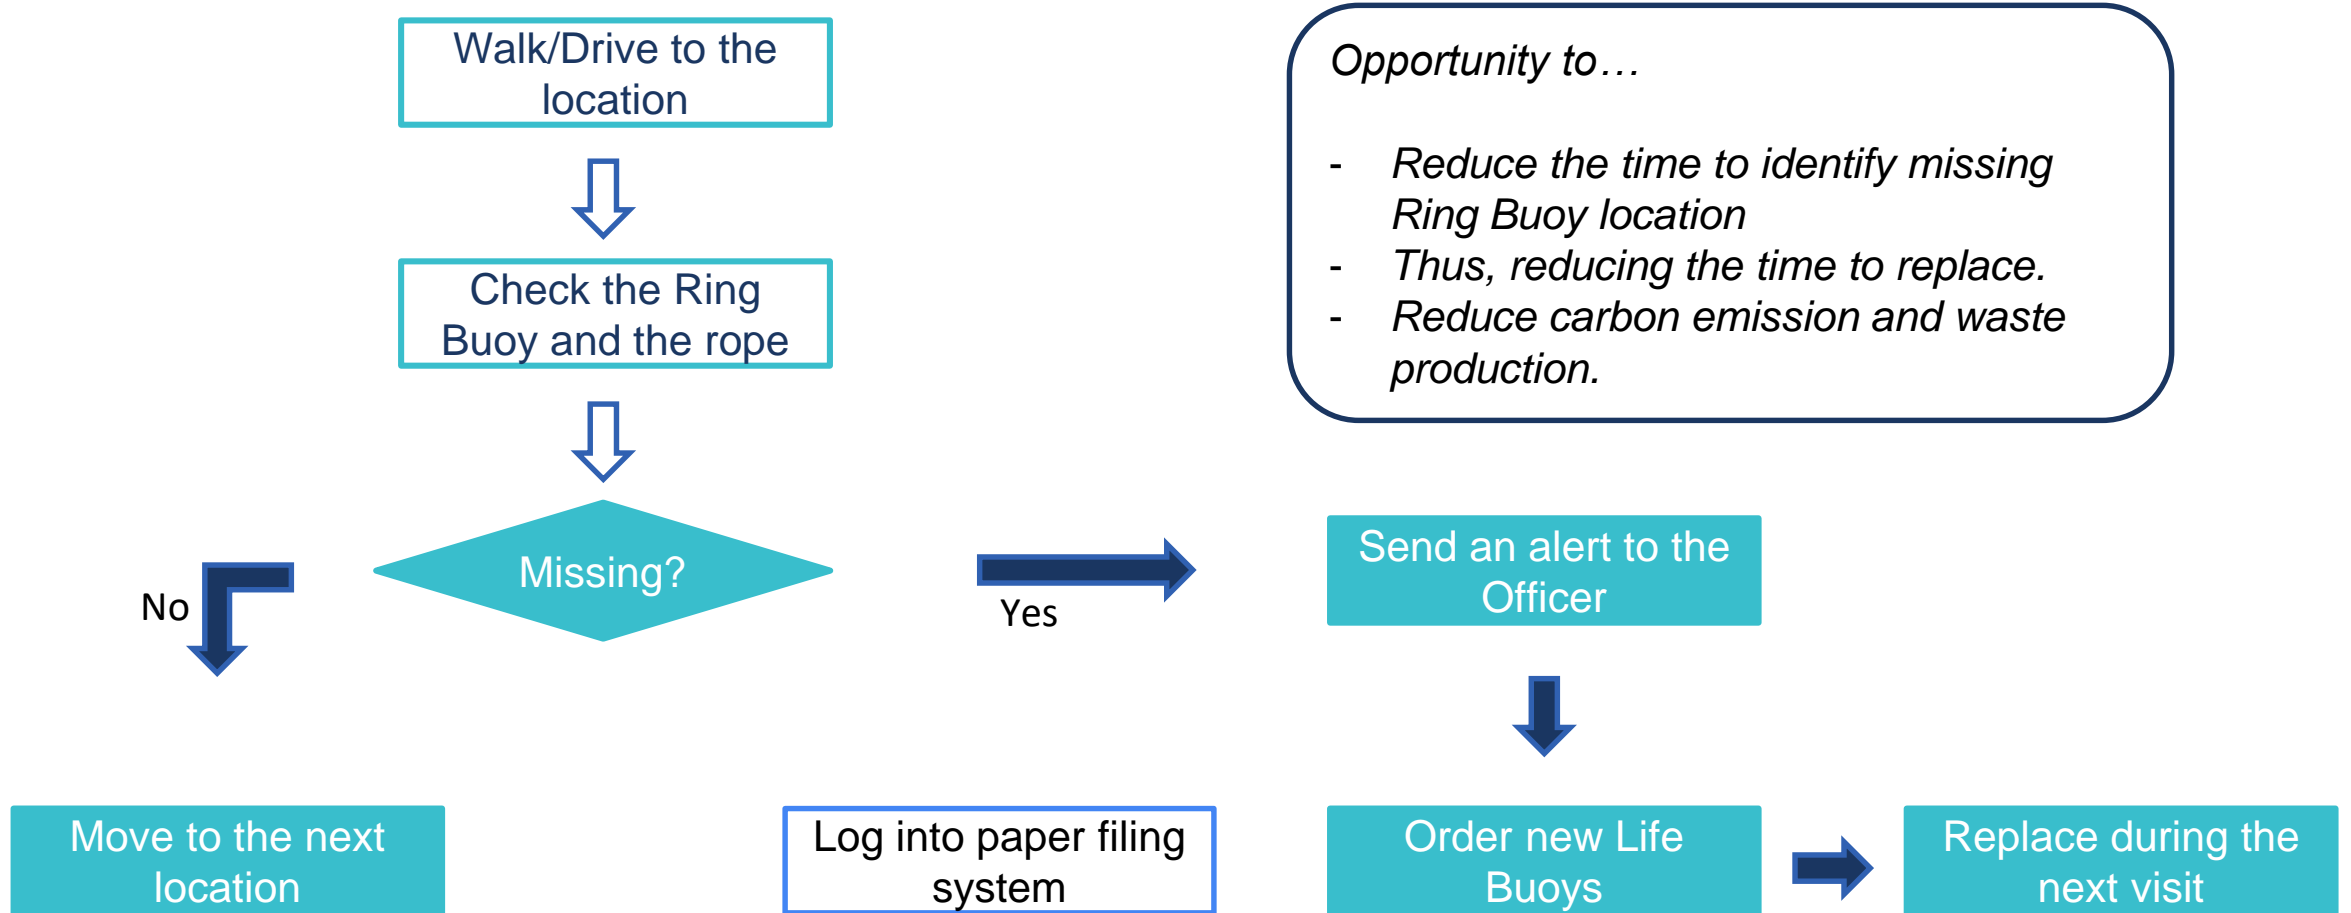 Walk/Drive to the
location
Opportunity to…
- Reduce the time to identify missing
Ring Buoy location
- Thus, reducing the time to replace.
- Reduce carbon emission and waste
production.
Check the Ring
Buoy and the rope
Missing?
No
Yes
Send an alert to the
Officer
Move to the next
location
Log into paper filing
system
Order new Life
Buoys
Replace during the
next visit